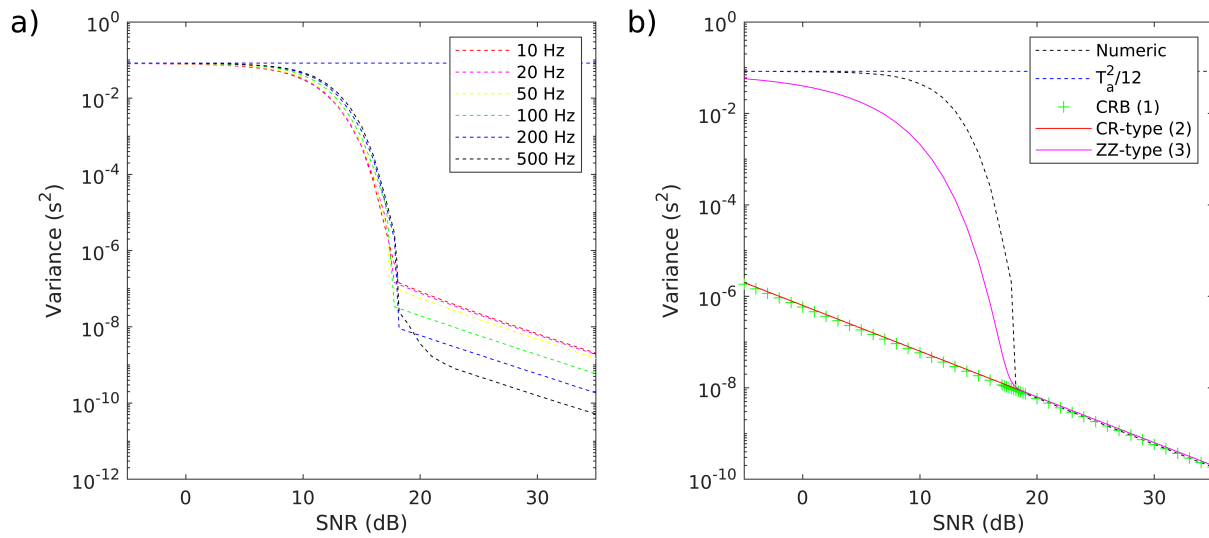 a)
10^0
10^-2
10^-4
10^-6
10^-8
10^-10
10^-12
Variance (s^2)
0
10
20
30
SNR (dB)
10 Hz
20 Hz
50 Hz
100 Hz
200 Hz
500 Hz
b)
10^0
10^-2
10^-4
10^-6
10^-8
10^-10
Variance (s^2)
0
10
20
30
SNR (dB)
Numeric
T_a^2/12
CRB (1)
CR-type (2)
ZZ-type (3)